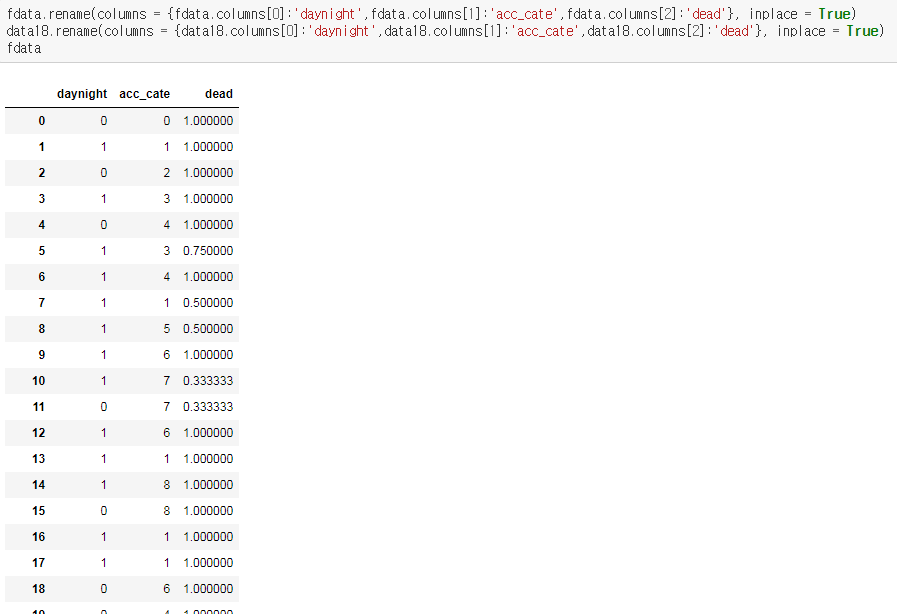 fdata.rename(columns = {fdata.columns[0]:'daynight',fdata.columns[1]:'acc_cate',fdata.columns[2]:'dead'}, inplace = True)
data18.rename(columns = {data18.columns[0]:'daynight',data18.columns[1]:'acc_cate',data18.columns[2]:'dead'}, inplace = True)
fdata
daynight acc_cate dead
0 0 0 1.000000
1 1 1 1.000000
2 0 2 1.000000
3 1 3 1.000000
4 0 4 1.000000
5 1 3 0.750000
6 1 4 1.000000
7 1 1 0.500000
8 1 5 0.500000
9 1 6 1.000000
10 1 7 0.333333
11 0 7 0.333333
12 1 6 1.000000
13 1 1 1.000000
14 1 8 1.000000
15 0 8 1.000000
16 1 1 1.000000
17 1 1 1.000000
18 0 6 1.000000